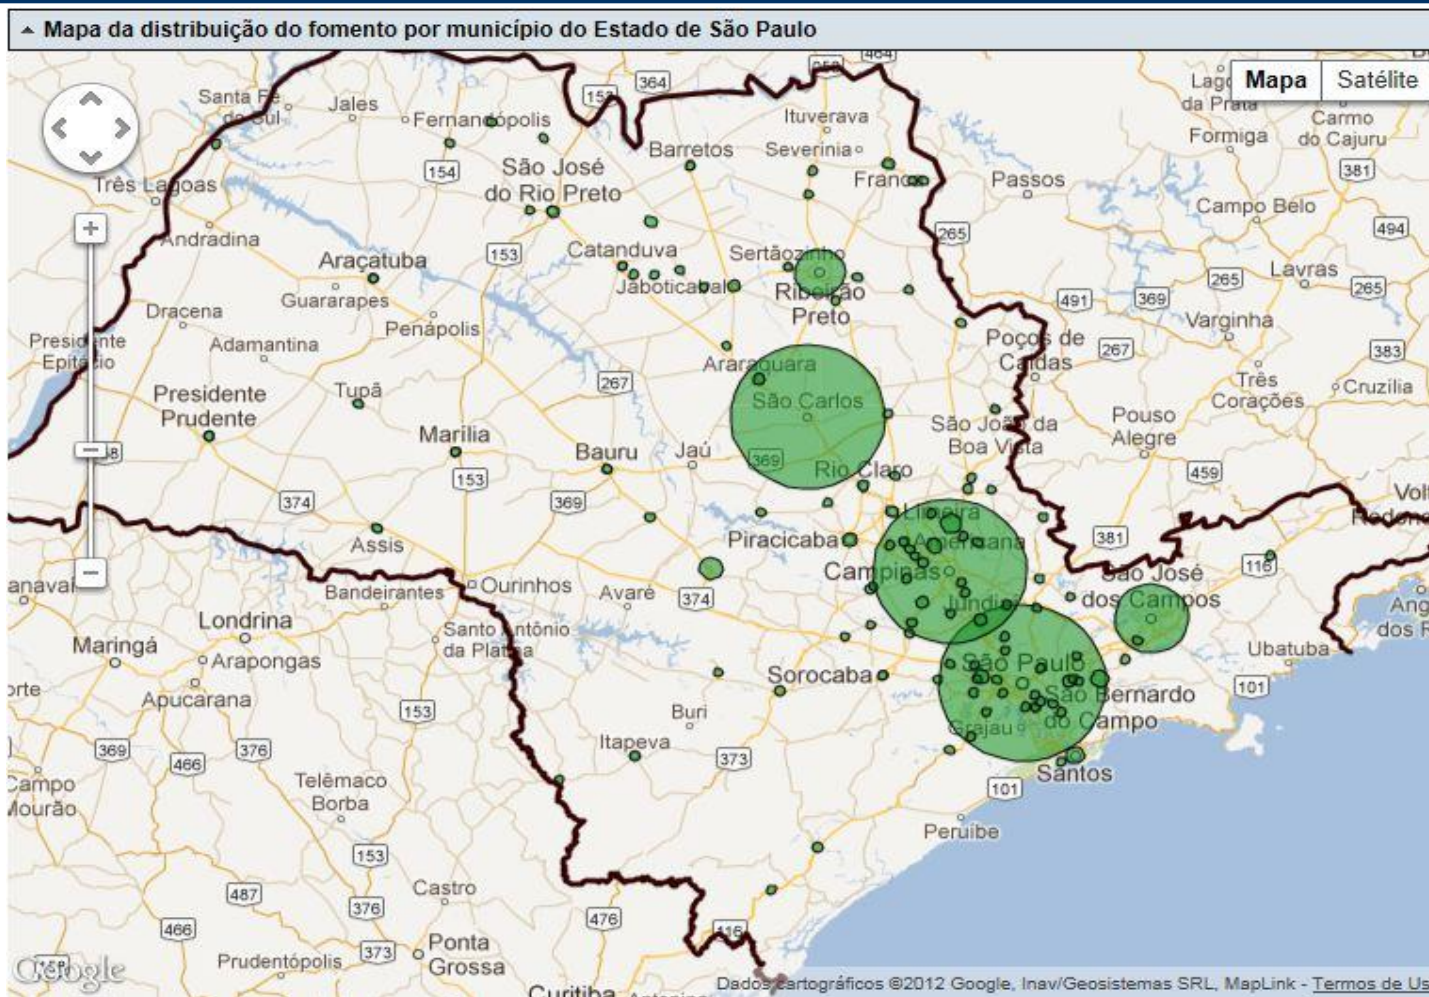 Mapa da distribuição do fomento por município do Estado de São Paulo
Mapa
Satélite
464
364
Santa Fé
do Sul
Jales
Fernandópolis
Ituverava
Formiga
Carmo
do Cajuru
São José
do Rio Preto
Barretos
Severinia
154
Franca
Passos
381
Três Lagoas
Campo Belo
494
Andradina
153
Catanduva
Sertãozinho
265
Araçatuba
Jaboticabal
Ribeirão
Preto
265
Lavras
265
Guararapes
491
369
Dracena
Penápolis
Varginha
Presidente
Epitácio
Adamantina
Araraquara
Poços de
Caldas
267
383
Presidente
Prudente
Tupã
267
São Carlos
Três
Corações
Cruzília
Marília
Bauru
Jaú
369
São João da
Boa Vista
Pouso
Alegre
153
Rio Claro
459
374
369
Limeira
Assis
Piracicaba
Americana
381
116
Ourinhos
Bandeirantes
Avaré
374
Campinas
Jundiaí
São José
dos Campos
Londrina
Maringá
Arapongas
Santo Antônio
da Platina
Sorocaba
São Paulo
Ubatuba
101
Apucarana
153
Buri
São Bernardo
do Campo
Grajau
369
376
466
Itapeva
373
Santos
Campo
Mourão
Telêmaco
Borba
101
Peruíbe
153
487
Castro
376
466
476
116
373
Ponta
Grossa
Prudentópolis
Google
Curitiba
Dados cartográficos ©2012 Google, Inav/Geosistemas SRL, MapLink - Termos de Us